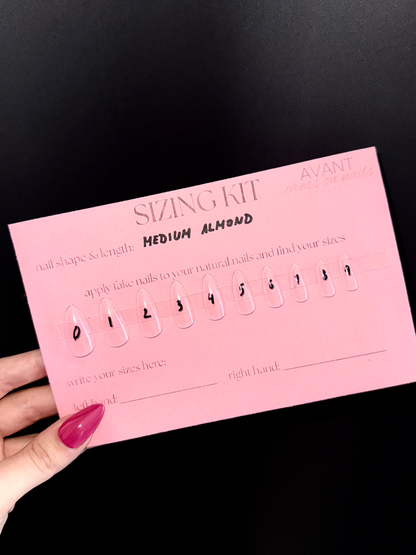 AVANT
press on nails
SIZING KIT
nail shape & length: MEDIUM ALMOND
apply fake nails to your natural nails and find your sizes
0 1 2 3 4 5 6 7 8 9
write your sizes here:
left hand: ____________ right hand: ____________